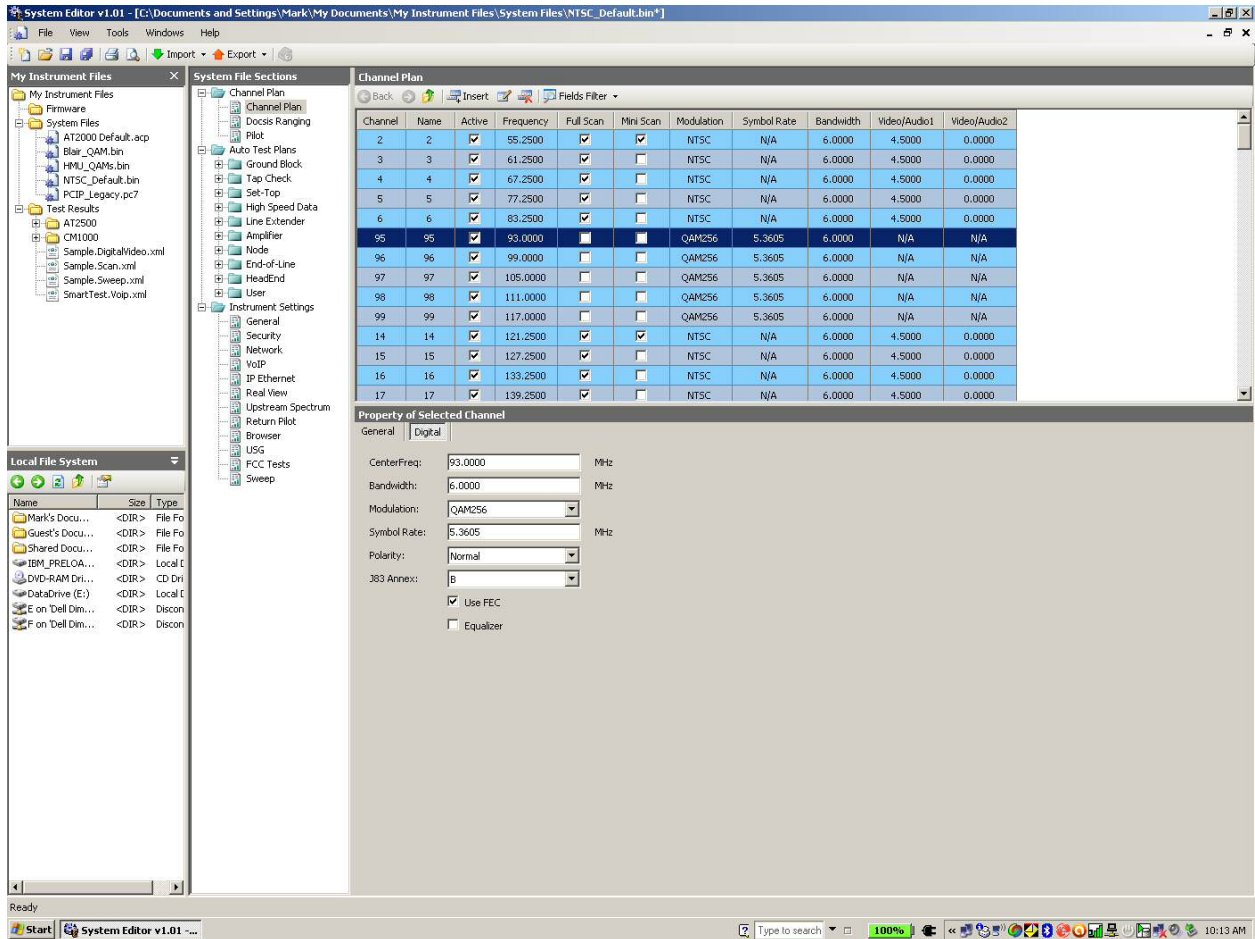 System Editor v1.01 - [C:\Documents and Settings\Mark\My Documents\My Instrument Files\System Files\NTSC_Default.bin*]
File View Tools Windows Help
Import Export
My Instrument Files
My Instrument Files
Firmware
System Files
AT2000 Default.acp
Blair_QAM.bin
HMU_QAMs.bin
NTSC_Default.bin
PCIP_Legacy.pc7
Test Results
AT2500
CM1000
Sample.DigitalVideo.xml
Sample.Scan.xml
Sample.Sweep.xml
SmartTest.Voip.xml
Local File System
Name Size Type
Mark's Docu... <DIR> File Fo
Guest's Docu... <DIR> File Fo
Shared Docu... <DIR> File Fo
IBM_PRELOA... <DIR> Local D
DVD-RAM Dri... <DIR> CD Dri
DataDrive (E:) <DIR> Local D
E on 'Dell Dim... <DIR> Discon
F on 'Dell Dim... <DIR> Discon
System File Sections
Channel Plan
Channel Plan
Docsis Ranging
Pilot
Auto Test Plans
Ground Block
Tap Check
Set-Top
High Speed Data
Line Extender
Amplifier
Node
End-of-Line
HeadEnd
User
Instrument Settings
General
Security
Network
VoIP
IP Ethernet
Real View
Upstream Spectrum
Return Pilot
Browser
USG
FCC Tests
Sweep
Channel Plan
Back Insert Fields Filter
Channel Name Active Frequency Full Scan Mini Scan Modulation Symbol Rate Bandwidth Video/Audio1 Video/Audio2
2 2 55.2500 NTSC N/A 6.0000 4.5000 0.0000
3 3 61.2500 NTSC N/A 6.0000 4.5000 0.0000
4 4 67.2500 NTSC N/A 6.0000 4.5000 0.0000
5 5 77.2500 NTSC N/A 6.0000 4.5000 0.0000
6 6 83.2500 NTSC N/A 6.0000 4.5000 0.0000
95 95 93.0000 QAM256 5.3605 6.0000 N/A N/A
96 96 99.0000 QAM256 5.3605 6.0000 N/A N/A
97 97 105.0000 QAM256 5.3605 6.0000 N/A N/A
98 98 111.0000 QAM256 5.3605 6.0000 N/A N/A
99 99 117.0000 QAM256 5.3605 6.0000 N/A N/A
14 14 121.2500 NTSC N/A 6.0000 4.5000 0.0000
15 15 127.2500 NTSC N/A 6.0000 4.5000 0.0000
16 16 133.2500 NTSC N/A 6.0000 4.5000 0.0000
17 17 139.2500 NTSC N/A 6.0000 4.5000 0.0000
Property of Selected Channel
General Digital
CenterFreq: 93.0000 MHz
Bandwidth: 6.0000 MHz
Modulation: QAM256
Symbol Rate: 5.3605 MHz
Polarity: Normal
J83 Annex: B
Use FEC
Equalizer
Ready
Start System Editor v1.01 -... Type to search 100% 10:13 AM